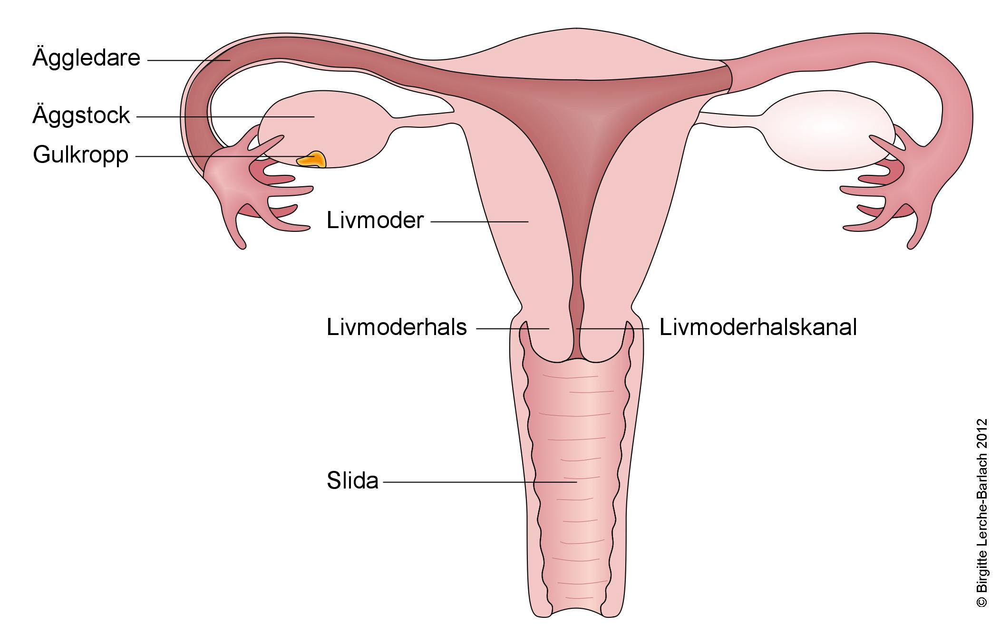 Äggledare
Äggstock
Gulkropp
Livmoder
Livmoderhals
Livmoderhalskanal
Slida
© Birgitte Lerche-Barlach 2012